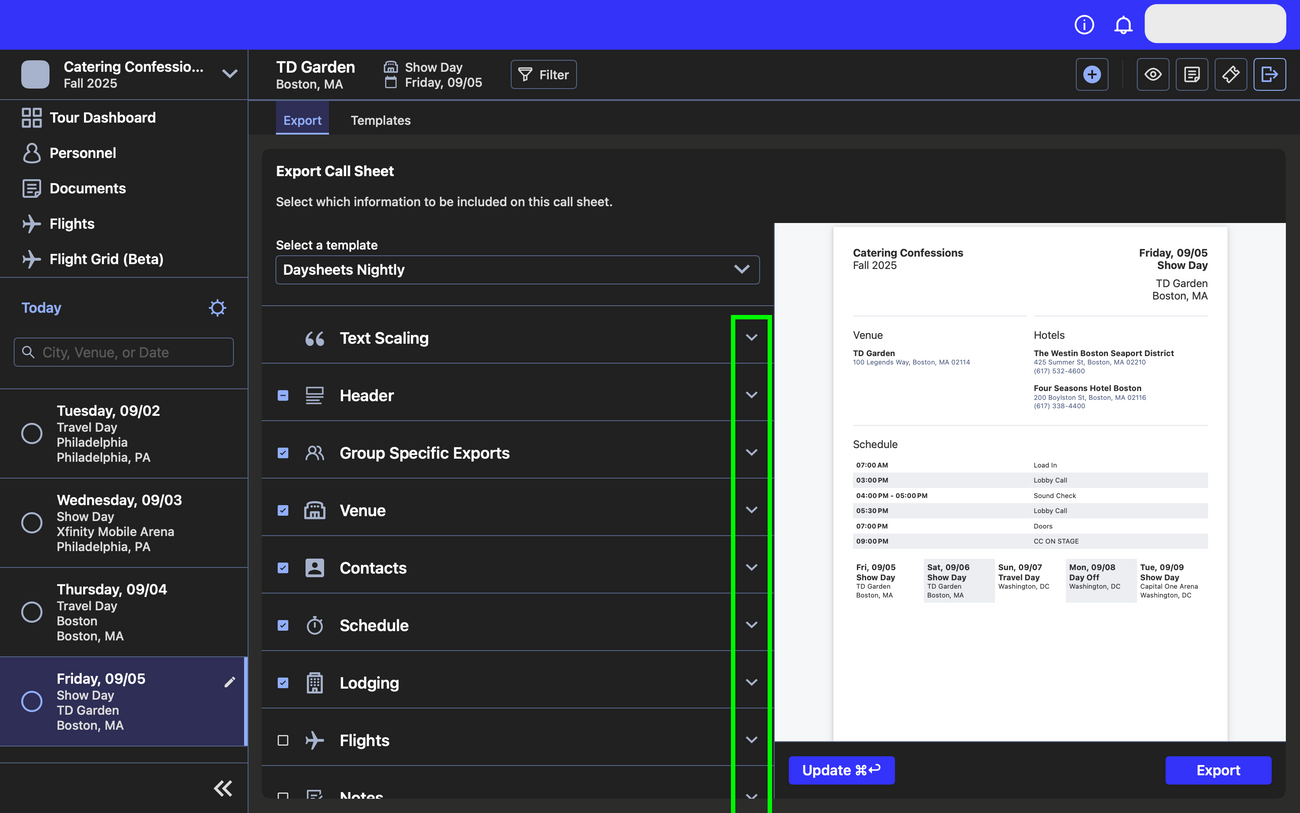 Catering Confessio...
Fall 2025
TD Garden
Boston, MA
Show Day
Friday, 09/05
Filter
Tour Dashboard
Personnel
Documents
Flights
Flight Grid (Beta)
Today
City, Venue, or Date
Tuesday, 09/02
Travel Day
Philadelphia
Philadelphia, PA
Wednesday, 09/03
Show Day
Xfinity Mobile Arena
Philadelphia, PA
Thursday, 09/04
Travel Day
Boston
Boston, MA
Friday, 09/05
Show Day
TD Garden
Boston, MA
Export
Templates
Export Call Sheet
Select which information to be included on this call sheet.
Select a template
Daysheets Nightly
Text Scaling
Header
Group Specific Exports
Venue
Contacts
Schedule
Lodging
Flights
Notes
Catering Confessions
Fall 2025
Friday, 09/05
Show Day
TD Garden
Boston, MA
Venue
TD Garden
100 Legends Way, Boston, MA 02114
Hotels
The Westin Boston Seaport District
425 Summer St, Boston, MA 02210
(617) 532-4600
Four Seasons Hotel Boston
200 Boylston St, Boston, MA 02116
(617) 338-4400
Schedule
07:00 AM Load In
03:00 PM Lobby Call
04:00 PM - 05:00 PM Sound Check
05:30 PM Lobby Call
07:00 PM Doors
09:00 PM CC ON STAGE
Fri, 09/05
Show Day
TD Garden
Boston, MA
Sat, 09/06
Show Day
TD Garden
Boston, MA
Sun, 09/07
Travel Day
Washington, DC
Mon, 09/08
Day Off
Washington, DC
Tue, 09/09
Show Day
Capital One Arena
Washington, DC
Update ⌘↩
Export